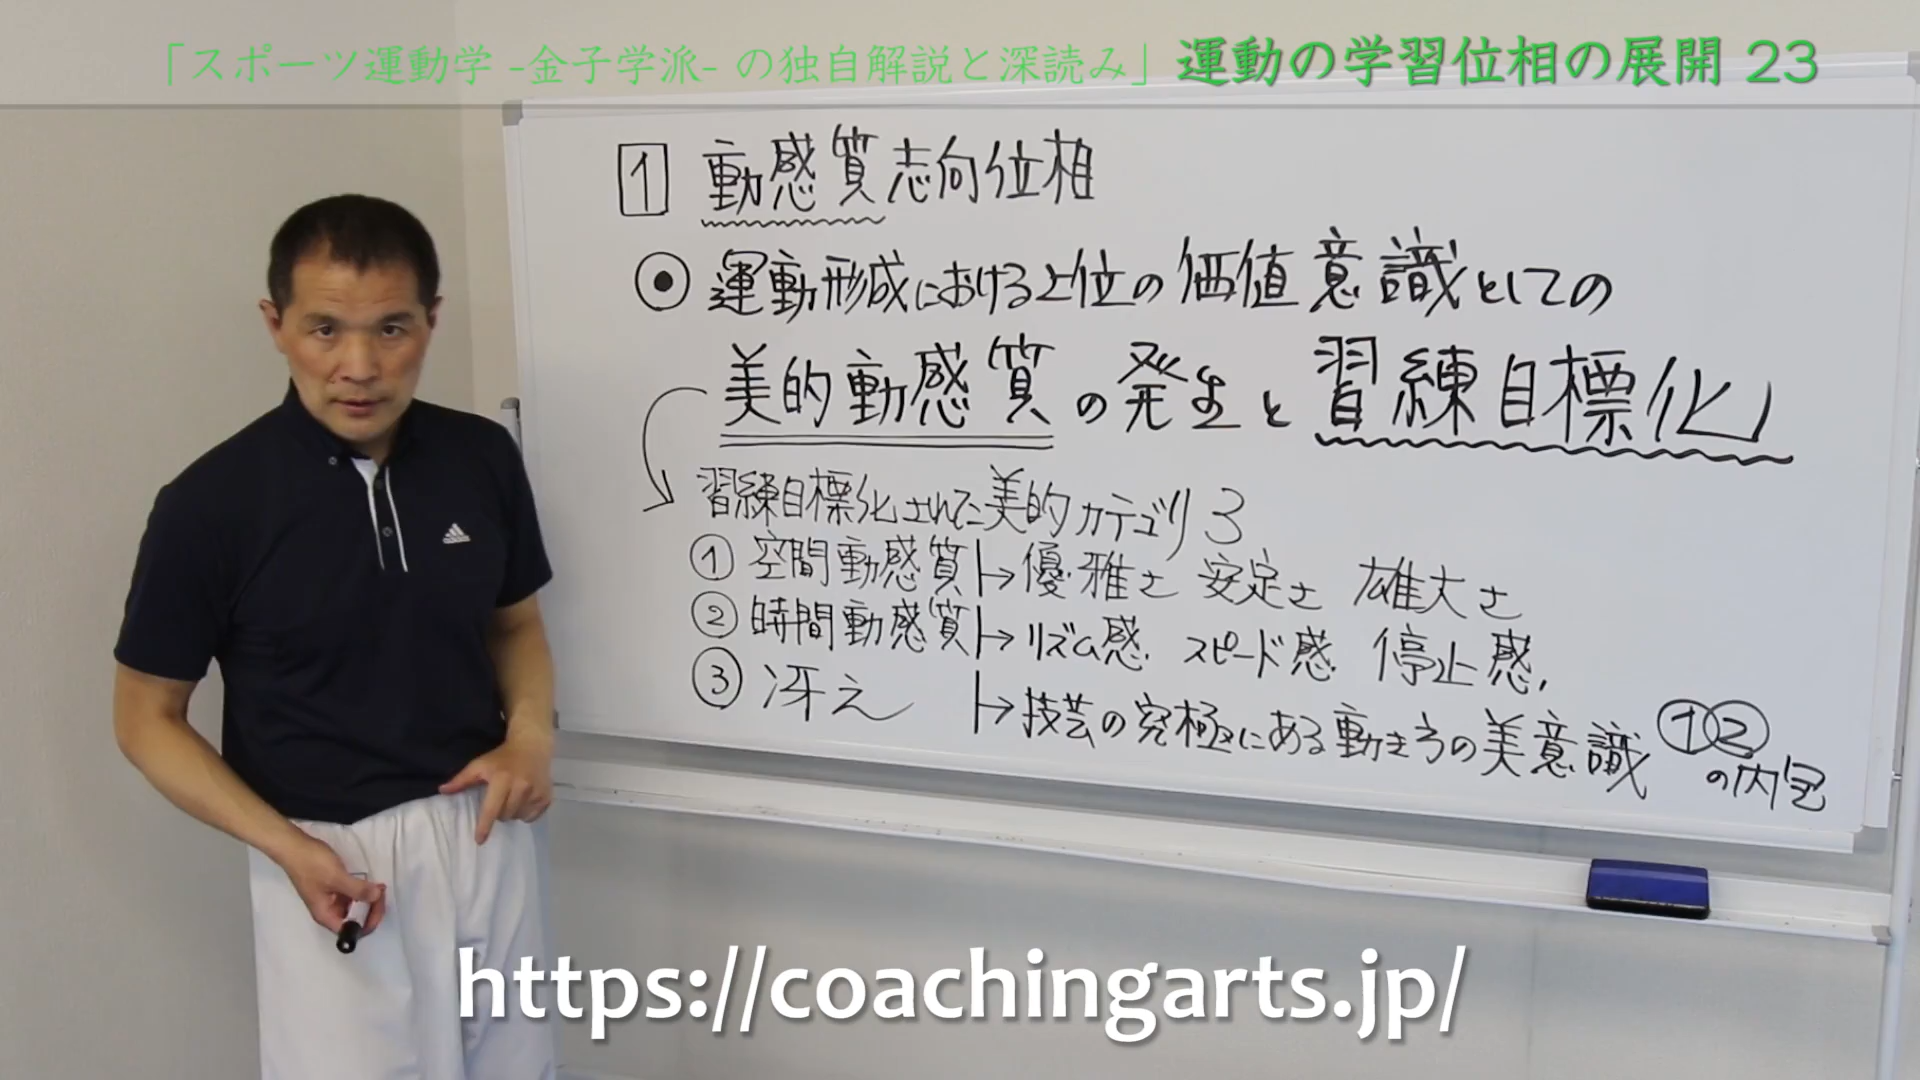 「スポーツ運動学 -金子学派- の独自解説と深読み」運動の学習位相の展開 23
1 動感質志向位相
⦿ 運動形成における上位の価値意識としての
美的動感質の発生と習練目標化
習練目標化された美的カテゴリ 3
① 空間動感質 → 優雅さ 安定さ 雄大さ
② 時間動感質 → リズム感. スピード感. 停止感.
③ 冴え → 技芸の究極にある動きの美意識 ①②の内包
https://coachingarts.jp/